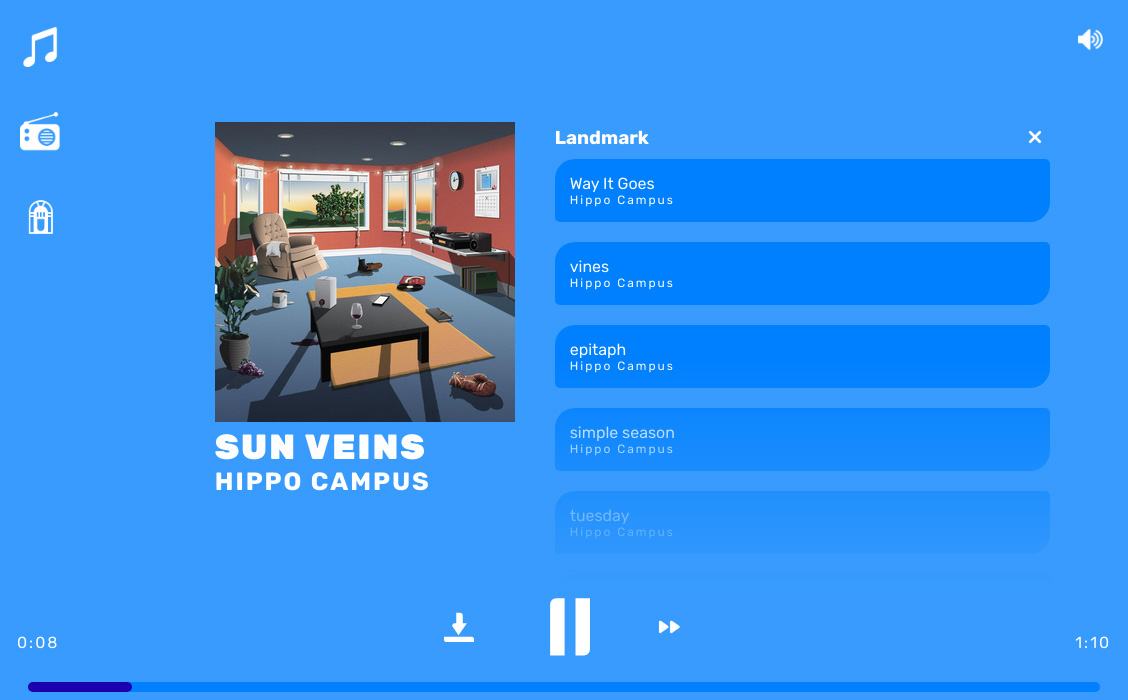 Landmark
Way It Goes
Hippo Campus
vines
Hippo Campus
epitaph
Hippo Campus
simple season
Hippo Campus
tuesday
Hippo Campus
SUN VEINS
HIPPO CAMPUS
0:08
1:10